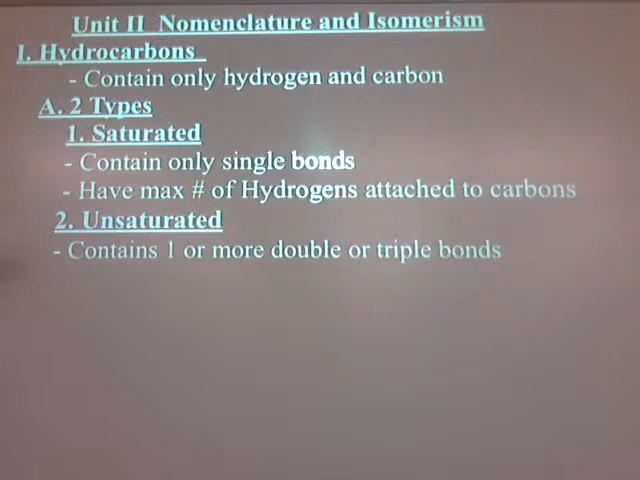 Unit II  Nomenclature and Isomerism
I. Hydrocarbons
- Contain only hydrogen and carbon
A. 2 Types
1. Saturated
- Contain only single bonds
- Have max # of Hydrogens attached to carbons
2. Unsaturated
- Contains 1 or more double or triple bonds